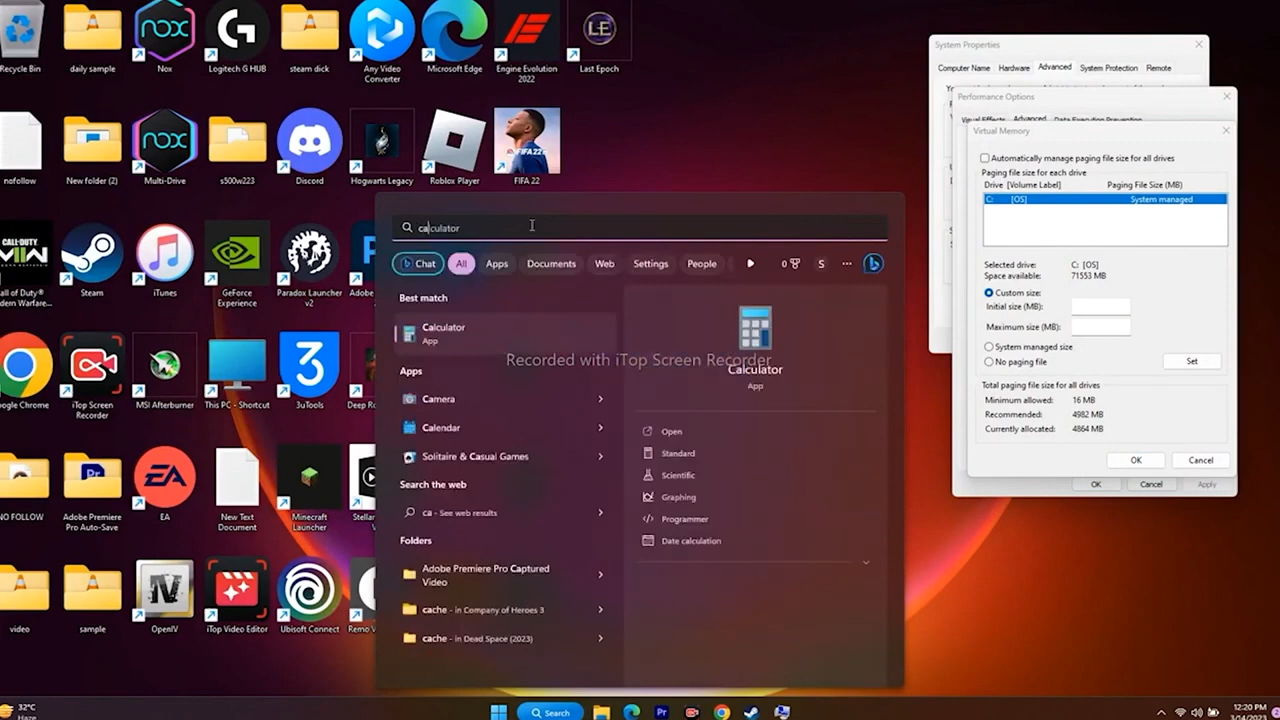 Recycle Bin
daily sample
Nox
Logitech G HUB
steam dick
Any Video
Converter
Microsoft Edge
Engine Evolution
2022
Last Epoch
nox
LE
nofollow
New folder (2)
Multi-Drive
s500w223
Discord
Hogwarts Legacy
Roblox Player
FIFA 22
nox
Call of Duty®
Modern Warfare...
Steam
iTunes
GeForce
Experience
Paradox Launcher
v2
Adobe
Premie
Google Chrome
iTop Screen
Recorder
MSI Afterburner
This PC - Shortcut
3uTools
Deep Ro
NO FOLLOW
Adobe Premiere
Pro Auto-Save
EA
New Text
Document
Minecraft
Launcher
Stellar
video
sample
OpenIV
iTop Video Editor
Ubisoft Connect
Remo V
calculator
Chat
All
Apps
Documents
Web
Settings
People
0
S
Best match
Calculator
App
Apps
Camera
Calendar
Solitaire & Casual Games
Search the web
ca - See web results
Folders
Adobe Premiere Pro Captured
Video
cache - in Company of Heroes 3
cache - in Dead Space (2023)
Recorded with iTop Screen Recorder
Calculator
App
Open
Standard
Scientific
Graphing
Programmer
Date calculation
System Properties
Computer Name
Hardware
Advanced
System Protection
Remote
Performance Options
Visual Effects
Advanced
Data Execution Prevention
Virtual Memory
Automatically manage paging file size for all drives
Paging file size for each drive
Drive [Volume Label] Paging File Size (MB)
C: [OS] System managed
Selected drive: C: [OS]
Space available: 71553 MB
Custom size:
Initial size (MB):
Maximum size (MB):
System managed size
No paging file
Set
Total paging file size for all drives
Minimum allowed: 16 MB
Recommended: 4982 MB
Currently allocated: 4864 MB
OK
Cancel
OK
Cancel
Apply
32°C
Haze
Search
12:20 PM
3/14/2023